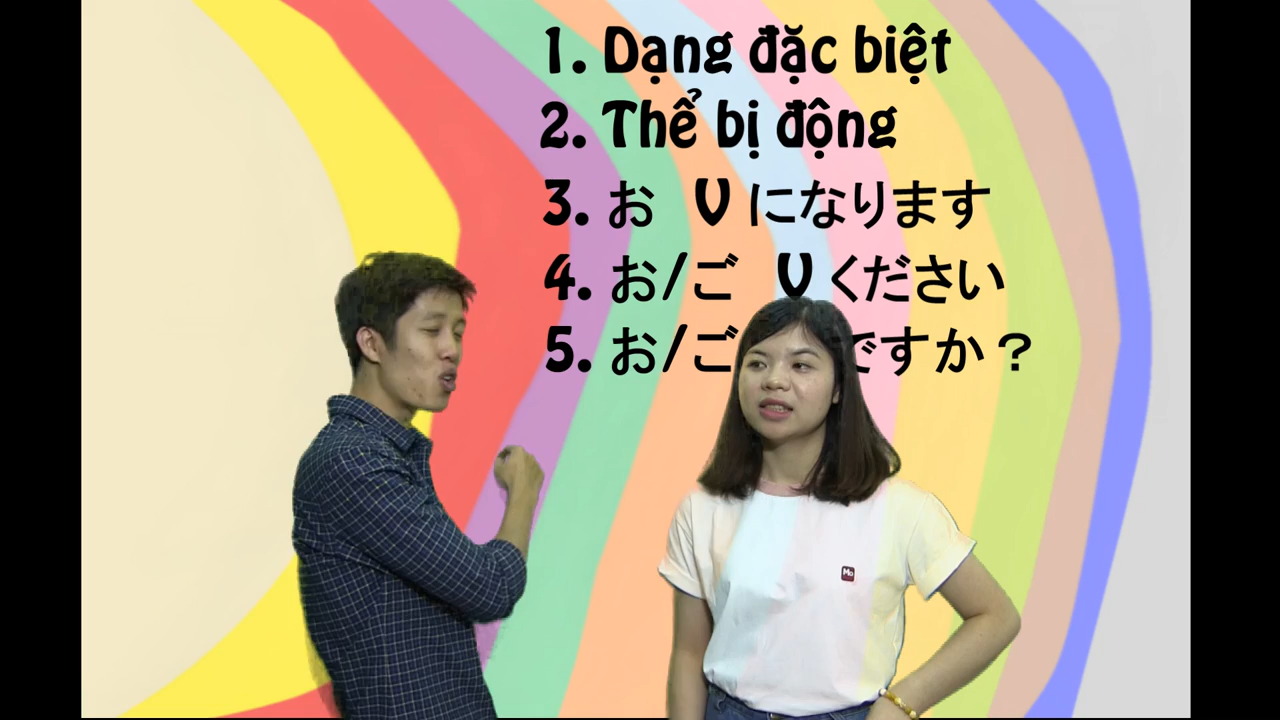 1. Dạng đặc biệt
2. Thể bị động
3. お V になります
4. お/ご V ください
5. お/ご ですか？
Mo